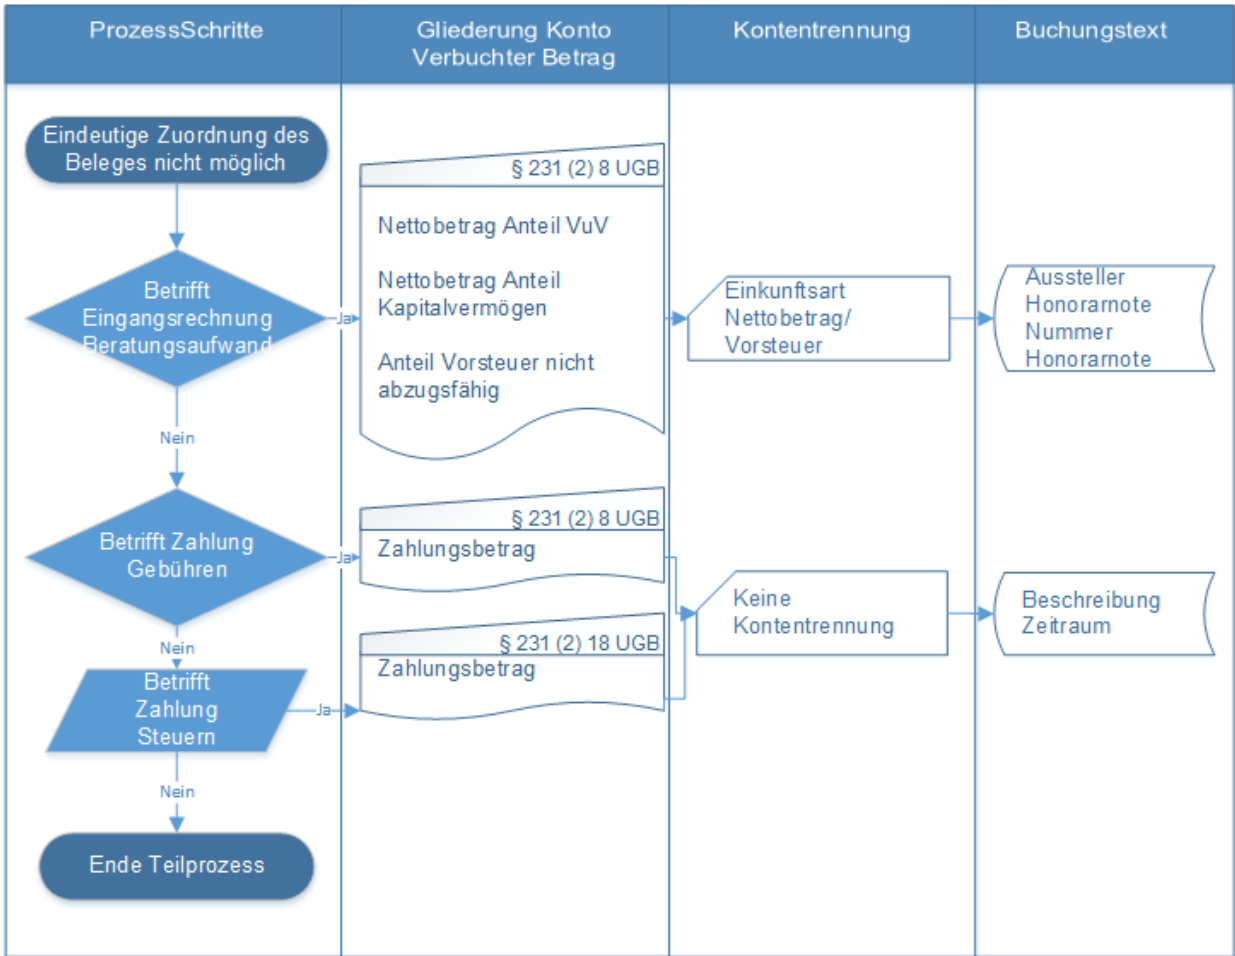 ProzessSchritte
Gliederung Konto
Verbuchter Betrag
Kontentrennung
Buchungstext
Eindeutige Zuordnung des
Beleges nicht möglich
§ 231 (2) 8 UGB
Nettobetrag Anteil VuV
Nettobetrag Anteil
Kapitalvermögen
Anteil Vorsteuer nicht
abzugsfähig
Betrifft
Eingangsrechnung
Beratungsaufwand
Ja
Einkunftsart
Nettobetrag/
Vorsteuer
Aussteller
Honorarnote
Nummer
Honorarnote
Nein
Betrifft Zahlung
Gebühren
Ja
§ 231 (2) 8 UGB
Zahlungsbetrag
Keine
Kontentrennung
Beschreibung
Zeitraum
Nein
Betrifft
Zahlung
Steuern
Ja
§ 231 (2) 18 UGB
Zahlungsbetrag
Nein
Ende Teilprozess